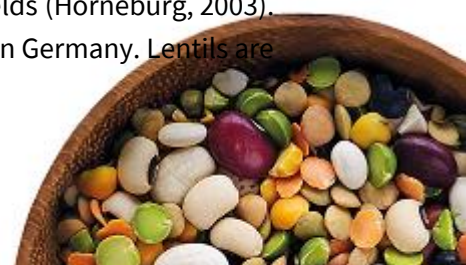 lds (Horneburg, 2003).
n Germany. Lentils are